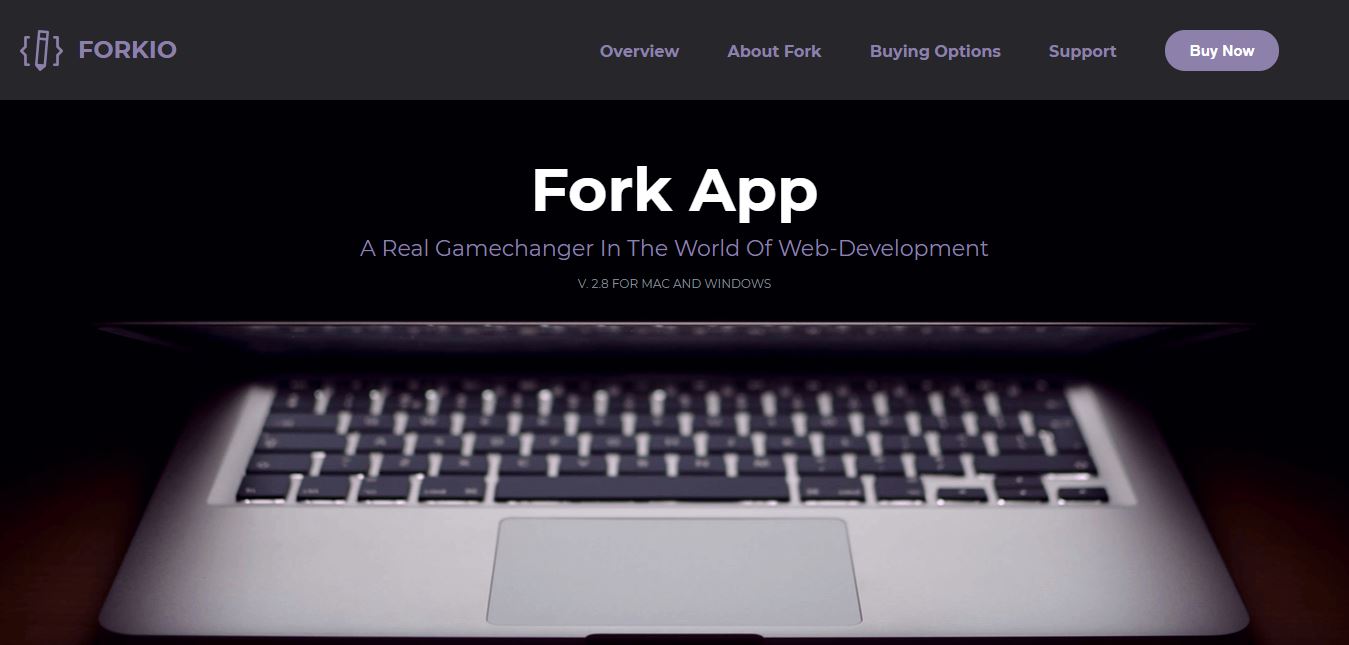 FORKIO
Overview About Fork Buying Options Support Buy Now
Fork App
A Real Gamechanger In The World Of Web-Development
V. 2.8 FOR MAC AND WINDOWS